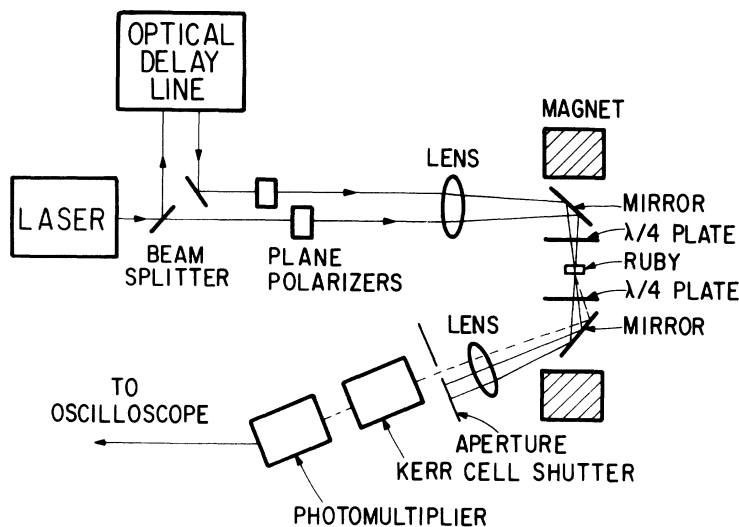 OPTICAL
DELAY
LINE
MAGNET
LENS
LASER
MIRROR
λ/4 PLATE
RUBY
λ/4 PLATE
MIRROR
BEAM
SPLITTER
PLANE
POLARIZERS
LENS
TO
OSCILLOSCOPE
APERTURE
KERR CELL SHUTTER
PHOTOMULTIPLIER